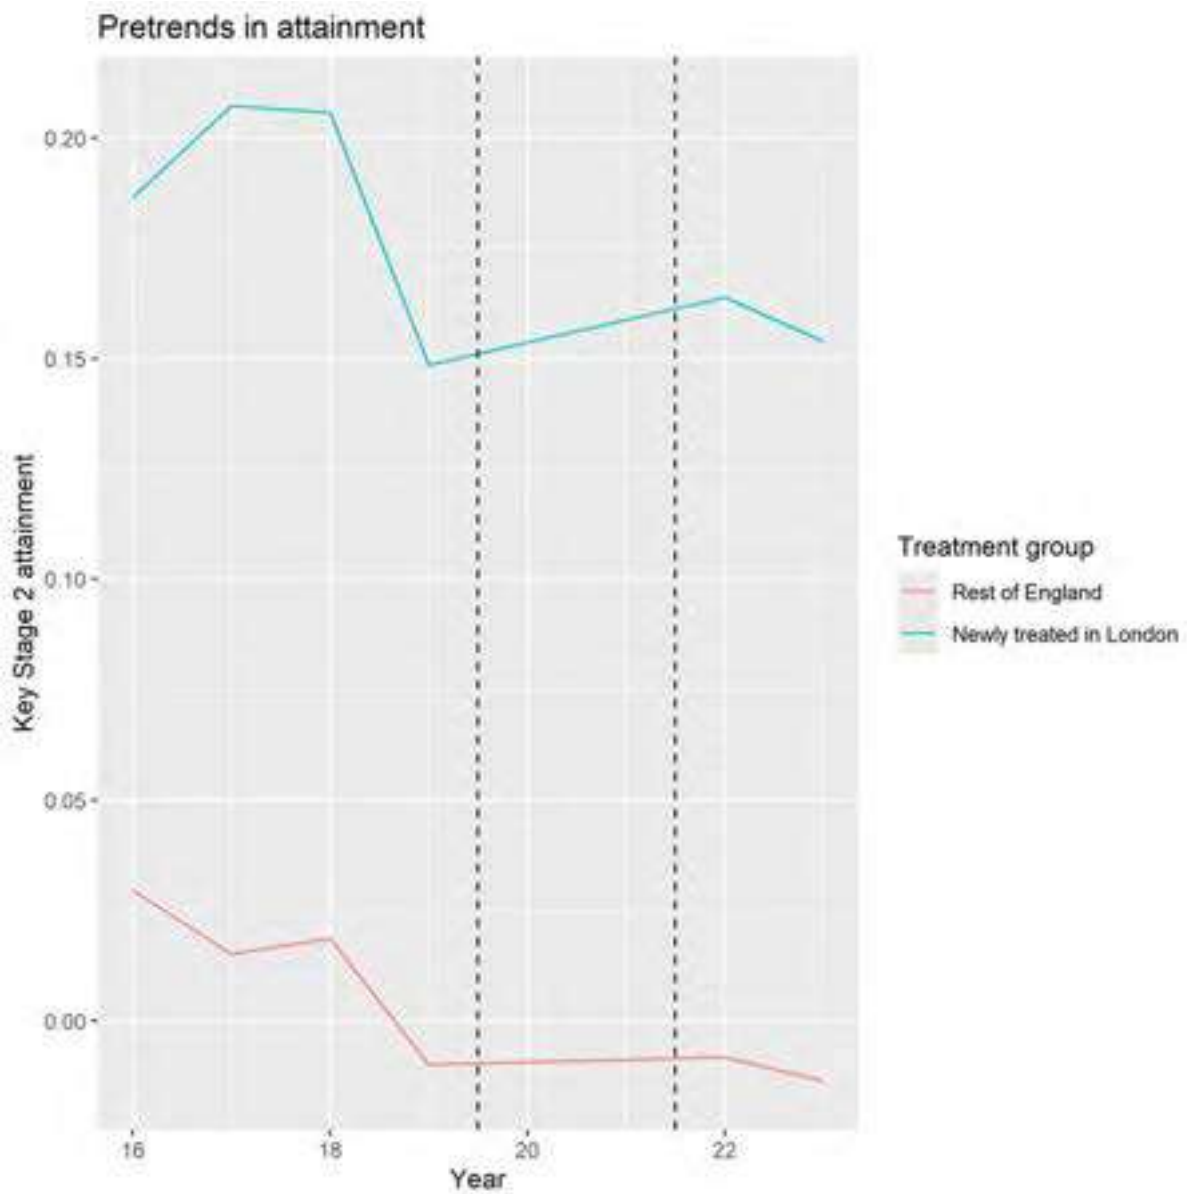 Pretrends in attainment
0.20
0.15
0.10
0.05
0.00
Key Stage 2 attainment
16 18 20 22
Year
Treatment group
Rest of England
Newly treated in London